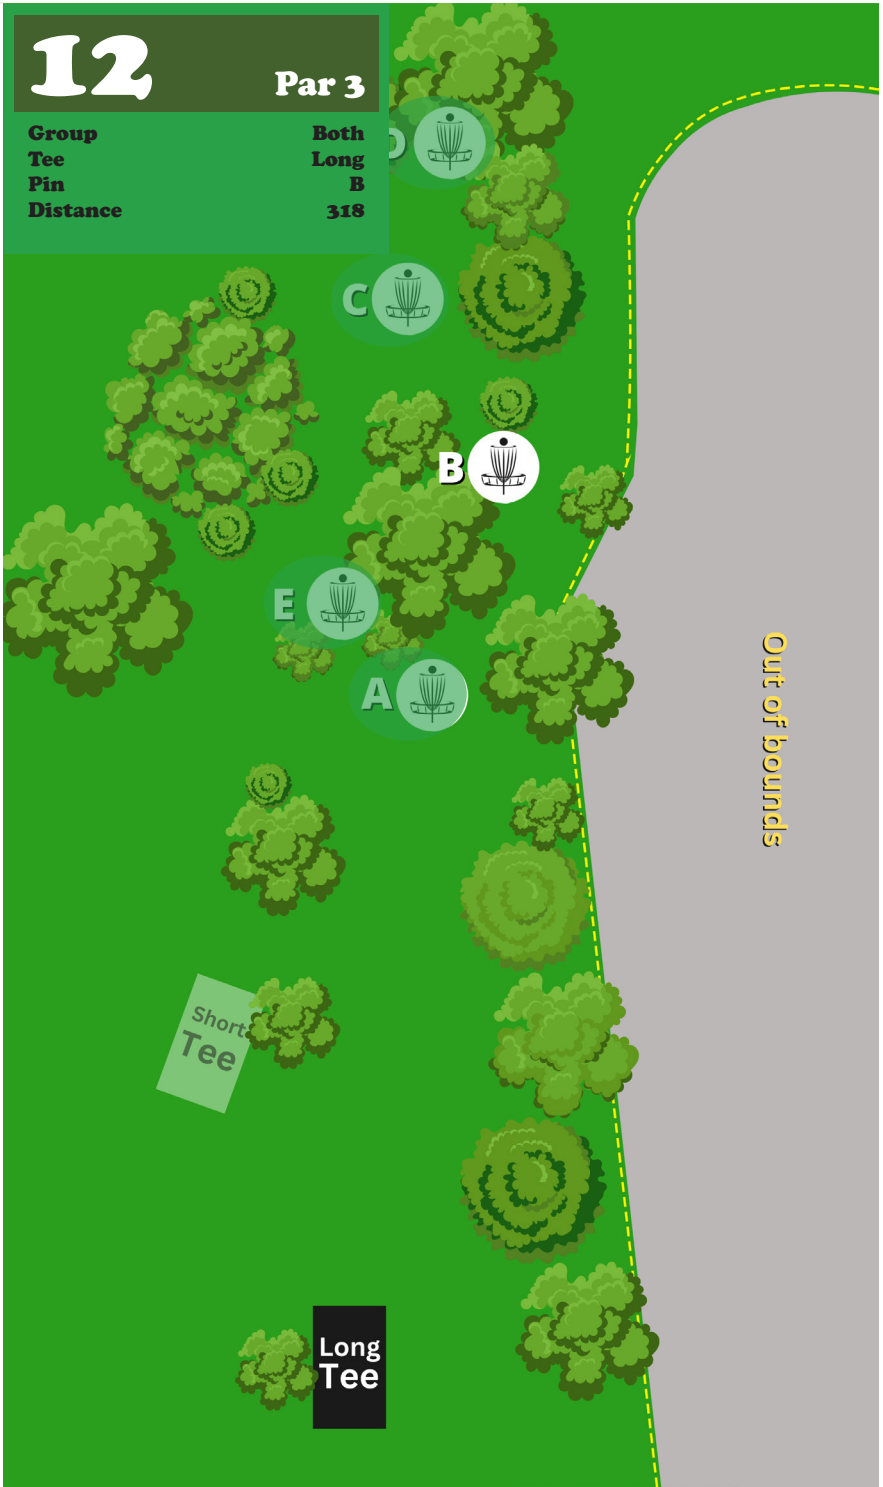 12
Par 3
Group Both
Tee Long
Pin B
Distance 318
D
C
B
E
A
Out of bounds
Short
Tee
Long
Tee